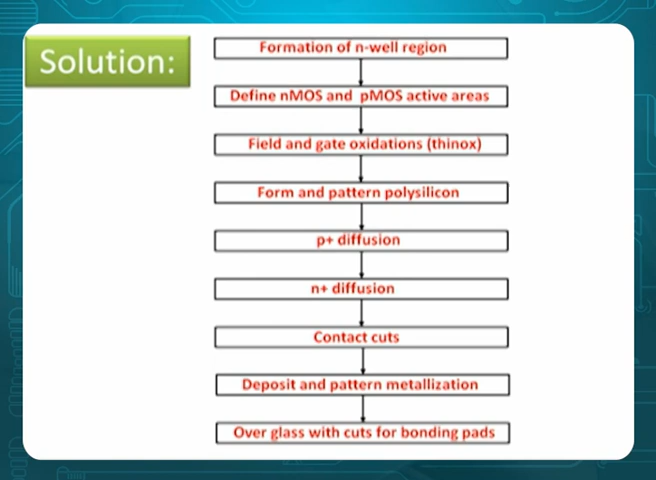 Solution:
Formation of n-well region
Define nMOS and pMOS active areas
Field and gate oxidations (thinox)
Form and pattern polysilicon
p+ diffusion
n+ diffusion
Contact cuts
Deposit and pattern metallization
Over glass with cuts for bonding pads